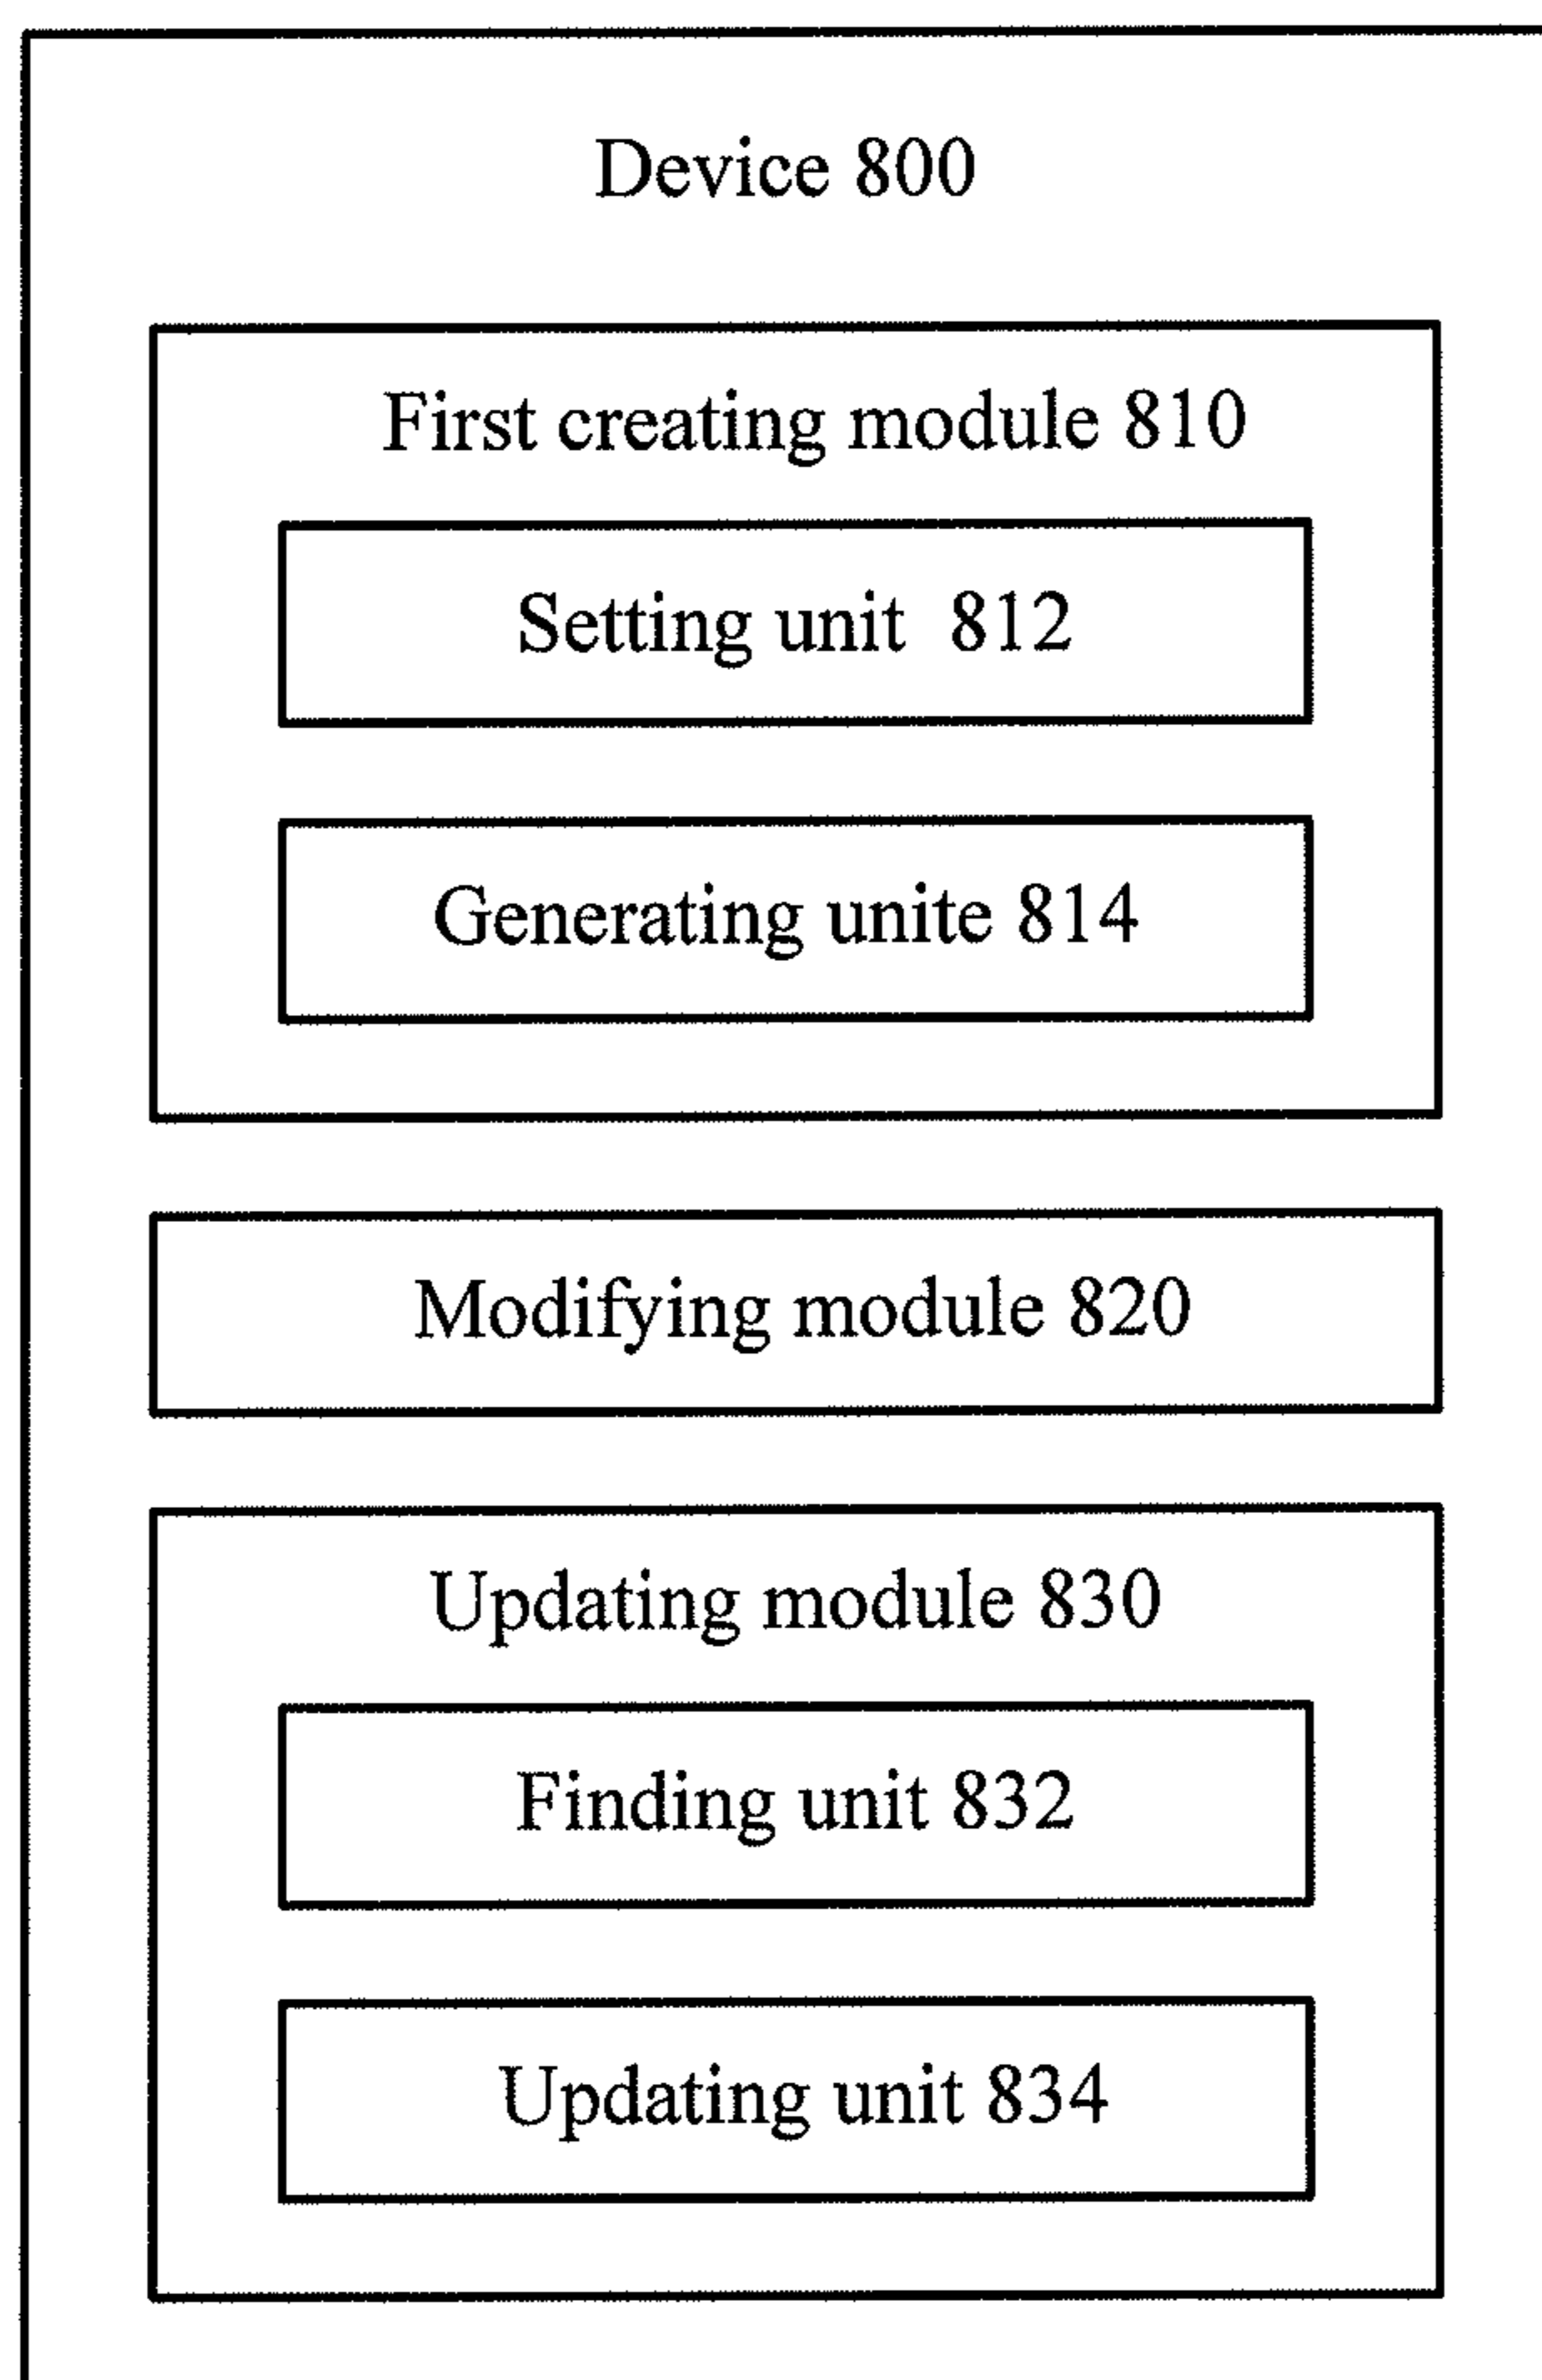 Device 800
First creating module 810
Setting unit 812
Generating unite 814
Modifying module 820
Updating module 830
Finding unit 832
Updating unit 834